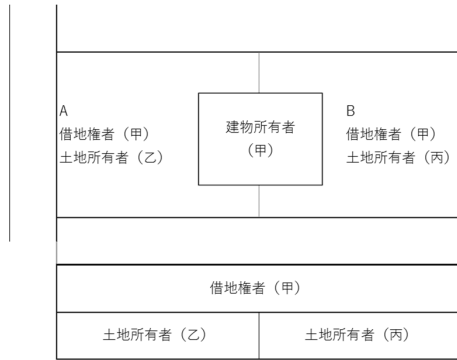 A
借地権者（甲）
土地所有者（乙）
建物所有者
（甲）
B
借地権者（甲）
土地所有者（丙）
借地権者（甲）
土地所有者（乙）
土地所有者（丙）